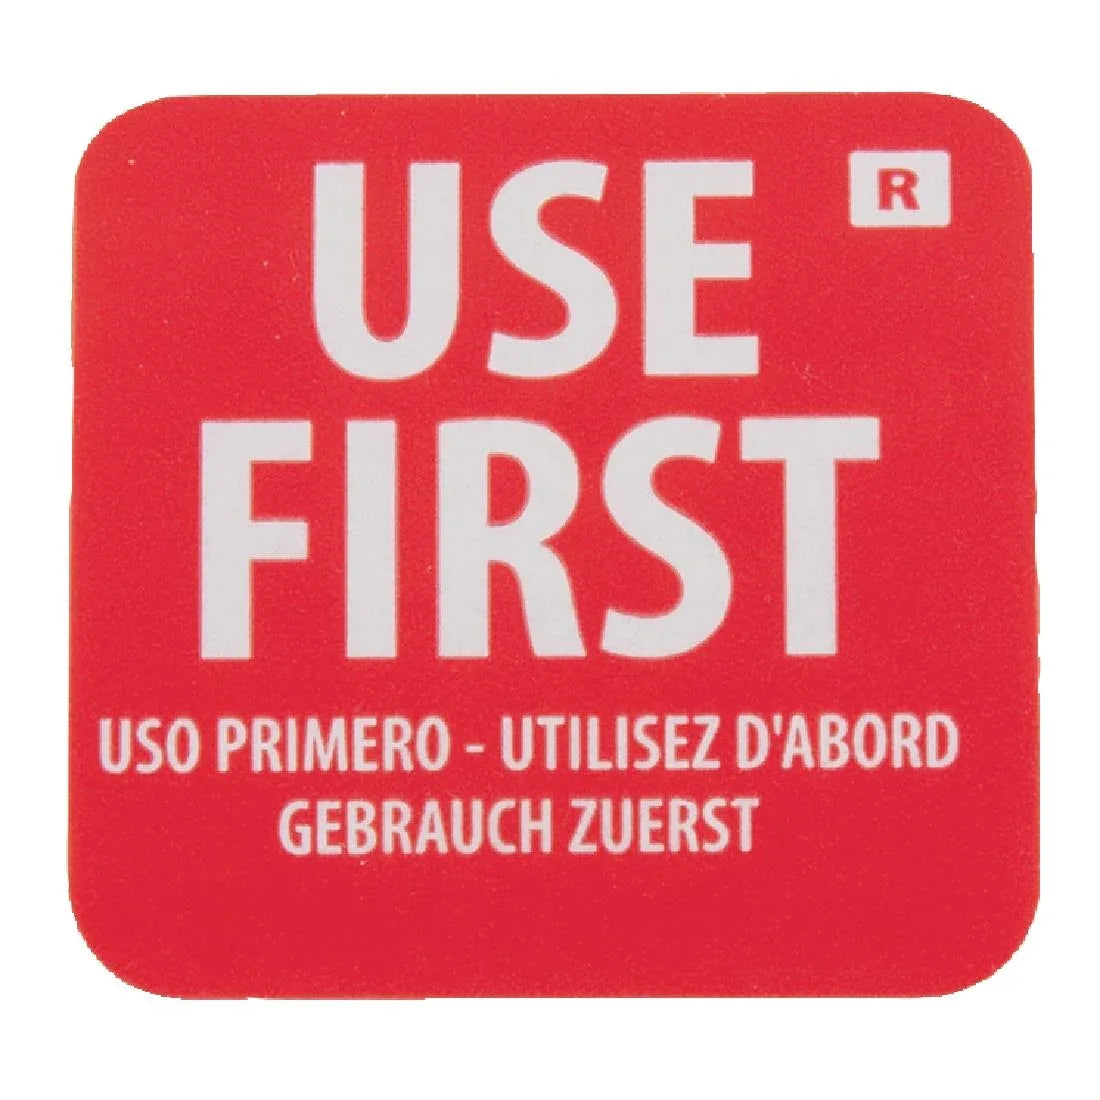 USE
R
FIRST
USO PRIMERO - UTILISEZ D'ABORD
GEBRAUCH ZUERST